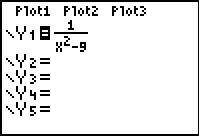 Plot1 Plot2 Plot3
\Y1=1/(x²-9)
\Y2=
\Y3=
\Y4=
\Y5=